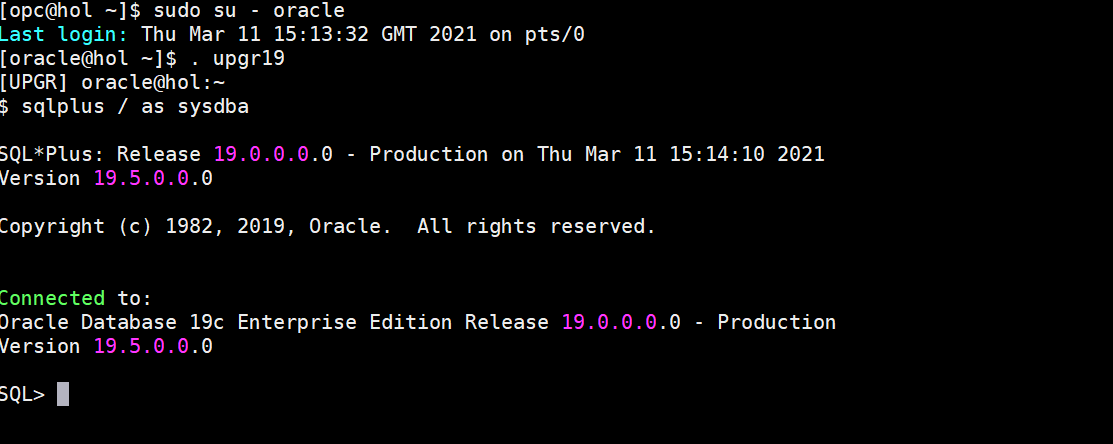 [opc@hol ~]$ sudo su - oracle
Last login: Thu Mar 11 15:13:32 GMT 2021 on pts/0
[oracle@hol ~]$ . upgr19
[UPGR] oracle@hol:~
$ sqlplus / as sysdba
SQL*Plus: Release 19.0.0.0.0 - Production on Thu Mar 11 15:14:10 2021
Version 19.5.0.0.0
Copyright (c) 1982, 2019, Oracle.  All rights reserved.
Connected to:
Oracle Database 19c Enterprise Edition Release 19.0.0.0.0 - Production
Version 19.5.0.0.0
SQL>